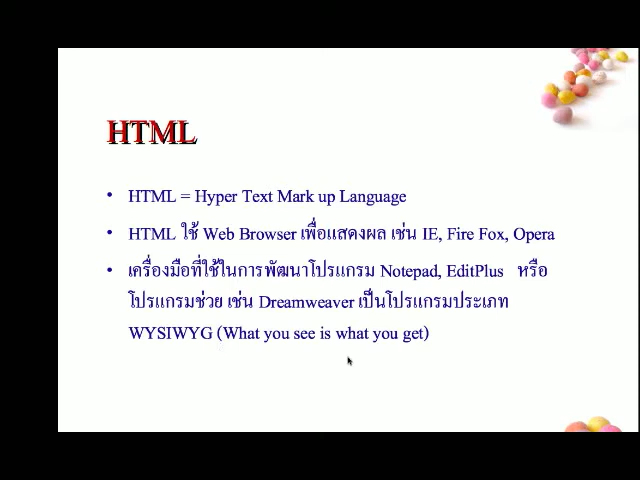 HTML
• HTML = Hyper Text Mark up Language
• HTML ใช้ Web Browser เพื่อแสดงผล เช่น IE, Fire Fox, Opera
• เครื่องมือที่ใช้ในการพัฒนาโปรแกรม Notepad, EditPlus หรือ
โปรแกรมช่วย เช่น Dreamweaver เป็นโปรแกรมประเภท
WYSIWYG (What you see is what you get)